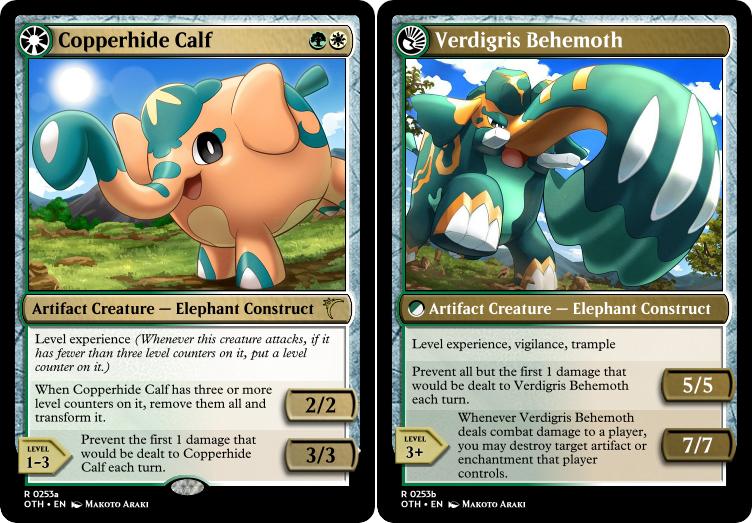 Copperhide Calf
Artifact Creature — Elephant Construct
Level experience (Whenever this creature attacks, if it
has fewer than three level counters on it, put a level
counter on it.)
When Copperhide Calf has three or more
level counters on it, remove them all and
transform it.
2/2
LEVEL
1-3
Prevent the first 1 damage that
would be dealt to Copperhide
Calf each turn.
3/3
R 0253a
OTH • EN Makoto Araki
Verdigris Behemoth
Artifact Creature — Elephant Construct
Level experience, vigilance, trample
Prevent all but the first 1 damage that
would be dealt to Verdigris Behemoth
each turn.
5/5
LEVEL
3+
Whenever Verdigris Behemoth
deals combat damage to a player,
you may destroy target artifact or
enchantment that player
controls.
7/7
R 0253b
OTH • EN Makoto Araki